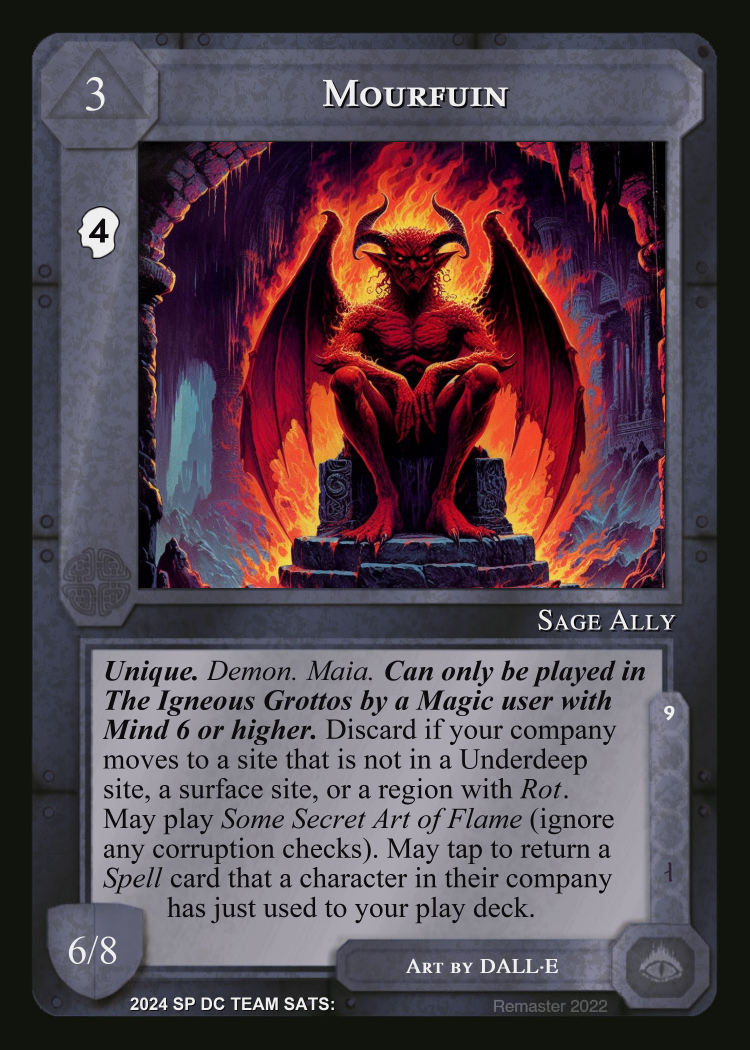 3
Mourfuin
4
Sage Ally
Unique. Demon. Maia. Can only be played in
The Igneous Grottos by a Magic user with
Mind 6 or higher. Discard if your company
moves to a site that is not in a Underdeep
site, a surface site, or a region with Rot.
May play Some Secret Art of Flame (ignore
any corruption checks). May tap to return a
Spell card that a character in their company
has just used to your play deck.
9
6/8
Art by DALL·E
2024 SP DC TEAM SATS:
Remaster 2022